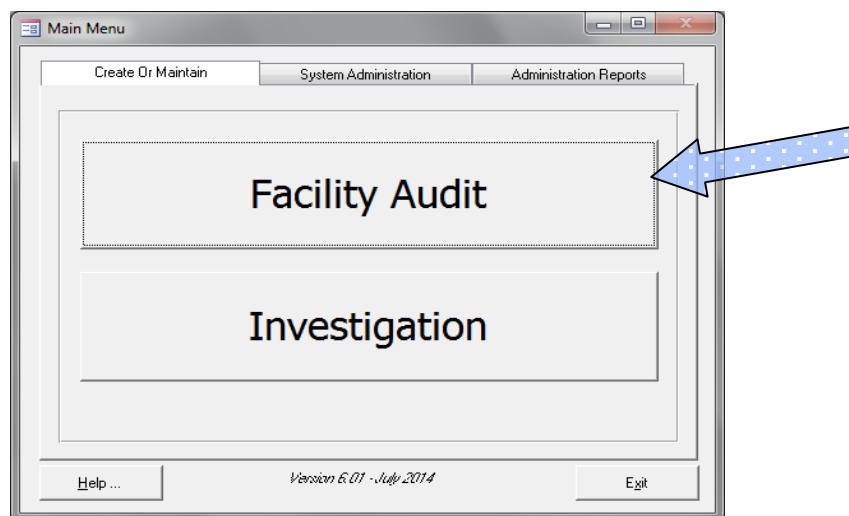 Main Menu
Create Or Maintain System Administration Administration Reports
Facility Audit
Investigation
Help ... Version 6.01 - July 2014 Exit